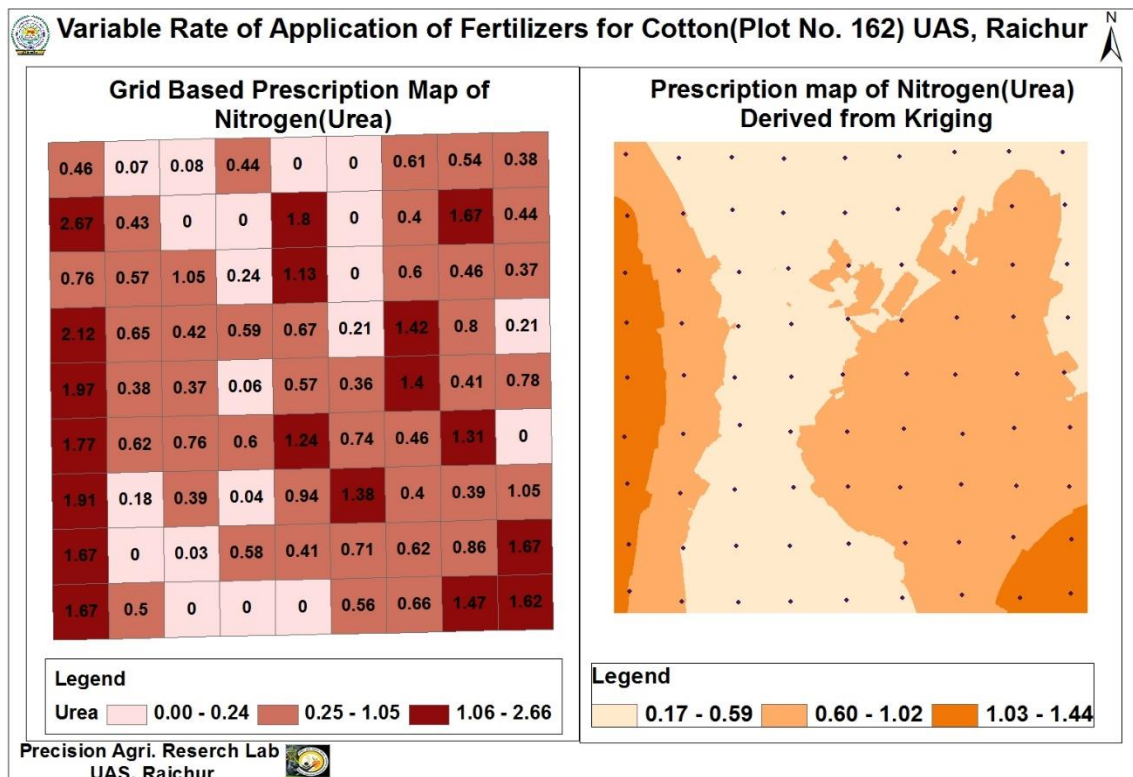 Variable Rate of Application of Fertilizers for Cotton(Plot No. 162) UAS, Raichur
N
Grid Based Prescription Map of
Nitrogen(Urea)
0.46 0.07 0.08 0.44 0 0 0.61 0.54 0.38
2.67 0.43 0 0 1.8 0 0.4 1.67 0.44
0.76 0.57 1.05 0.24 1.13 0 0.6 0.46 0.37
2.12 0.65 0.42 0.59 0.67 0.21 1.42 0.8 0.21
1.97 0.38 0.37 0.06 0.57 0.36 1.4 0.41 0.78
1.77 0.62 0.76 0.6 1.24 0.74 0.46 1.31 0
1.91 0.18 0.39 0.04 0.94 1.38 0.4 0.39 1.05
1.67 0 0.03 0.58 0.41 0.71 0.62 0.86 1.67
1.67 0.5 0 0 0 0.56 0.66 1.47 1.62
Legend
Urea 0.00 - 0.24 0.25 - 1.05 1.06 - 2.66
Prescription map of Nitrogen(Urea)
Derived from Kriging
Legend
0.17 - 0.59 0.60 - 1.02 1.03 - 1.44
Precision Agri. Reserch Lab
UAS, Raichur